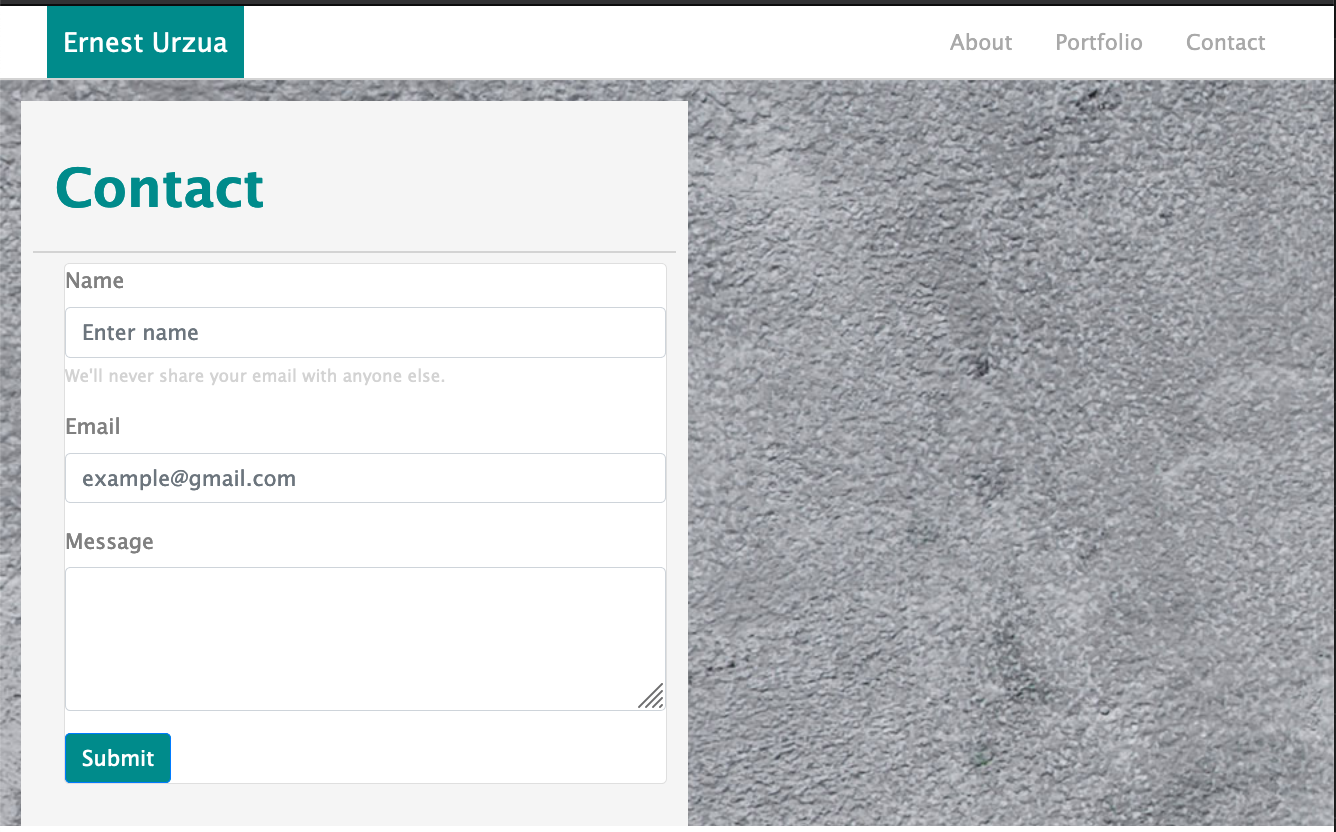 Ernest Urzua
About Portfolio Contact
Contact
Name
Enter name
We'll never share your email with anyone else.
Email
example@gmail.com
Message
Submit